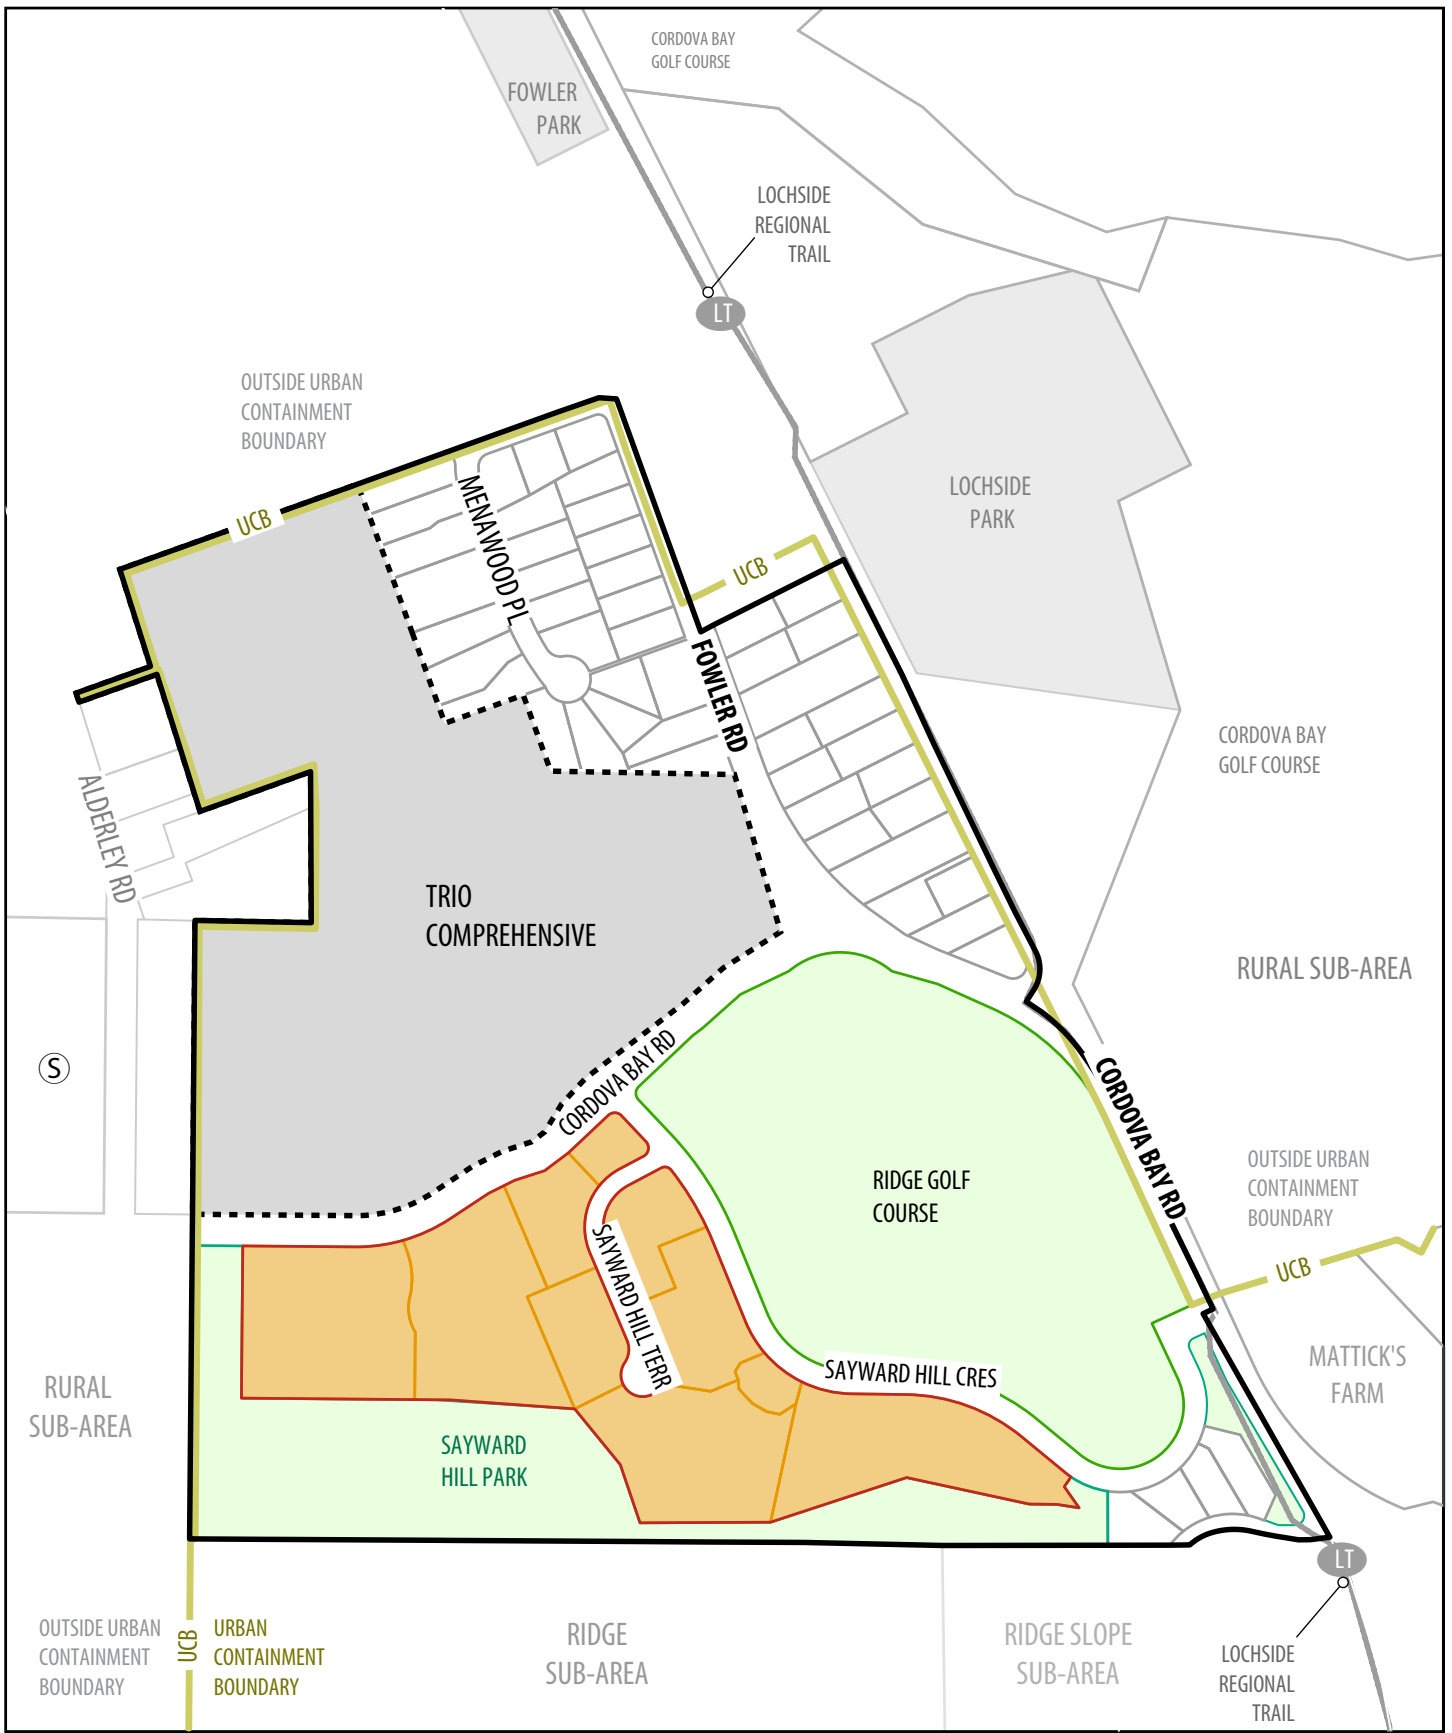 CORDOVA BAY
GOLF COURSE
FOWLER
PARK
LOCHSIDE
REGIONAL
TRAIL
LT
OUTSIDE URBAN
CONTAINMENT
BOUNDARY
UCB
MENAWOOD PL
LOCHSIDE
PARK
UCB
FOWLER RD
CORDOVA BAY
GOLF COURSE
ALDERLEY RD
TRIO
COMPREHENSIVE
RURAL SUB-AREA
S
CORDOVA BAY RD
CORDOVA BAY RD
RIDGE GOLF
COURSE
OUTSIDE URBAN
CONTAINMENT
BOUNDARY
UCB
SAYWARD HILL TERR
SAYWARD HILL CRES
MATTICK'S
FARM
RURAL
SUB-AREA
SAYWARD
HILL PARK
LT
OUTSIDE URBAN
CONTAINMENT
BOUNDARY
UCB
URBAN
CONTAINMENT
BOUNDARY
RIDGE
SUB-AREA
RIDGE SLOPE
SUB-AREA
LOCHSIDE
REGIONAL
TRAIL